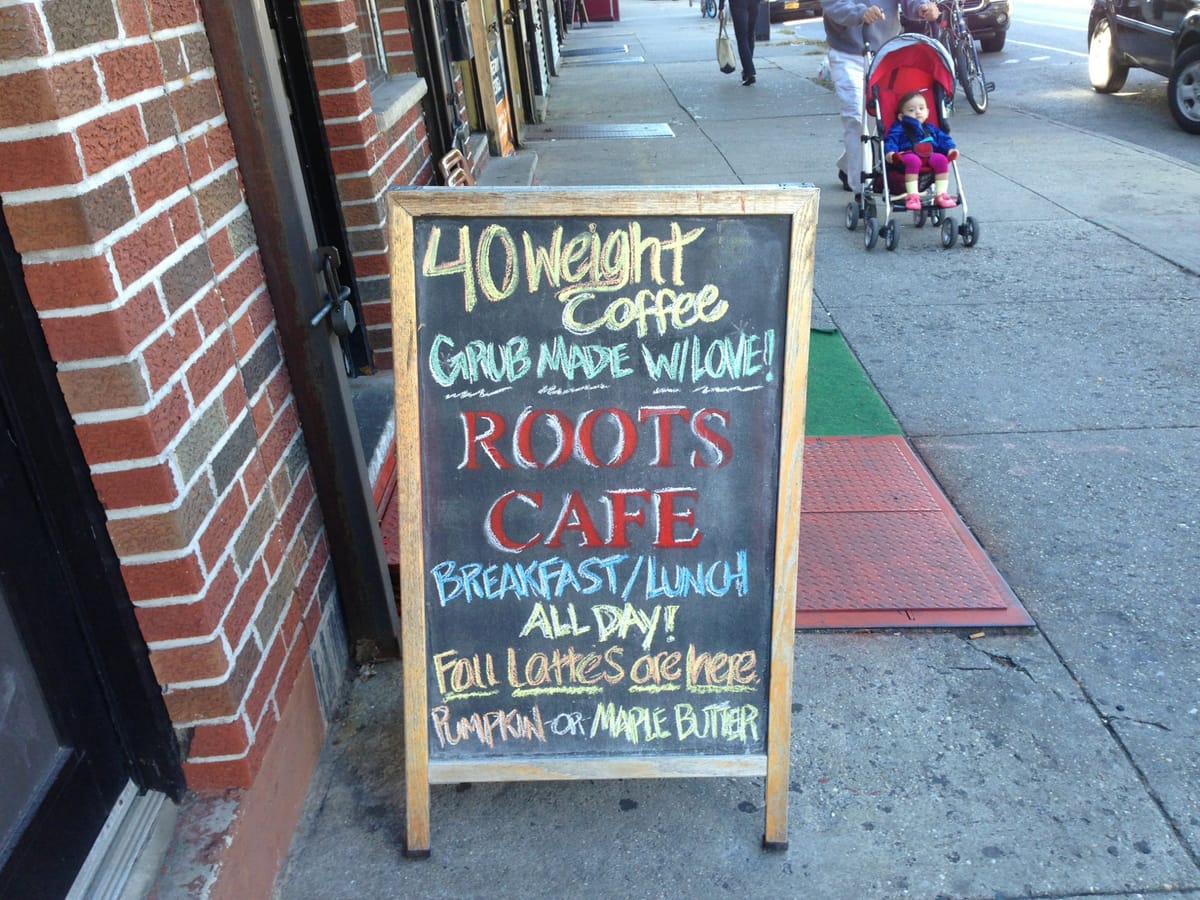 40 Weight
Coffee
GRUB MADE W/LOVE!
ROOTS
CAFE
BREAKFAST/LUNCH
ALL DAY!
Fall Lattes are here.
PUMPKIN OR MAPLE BUTTER